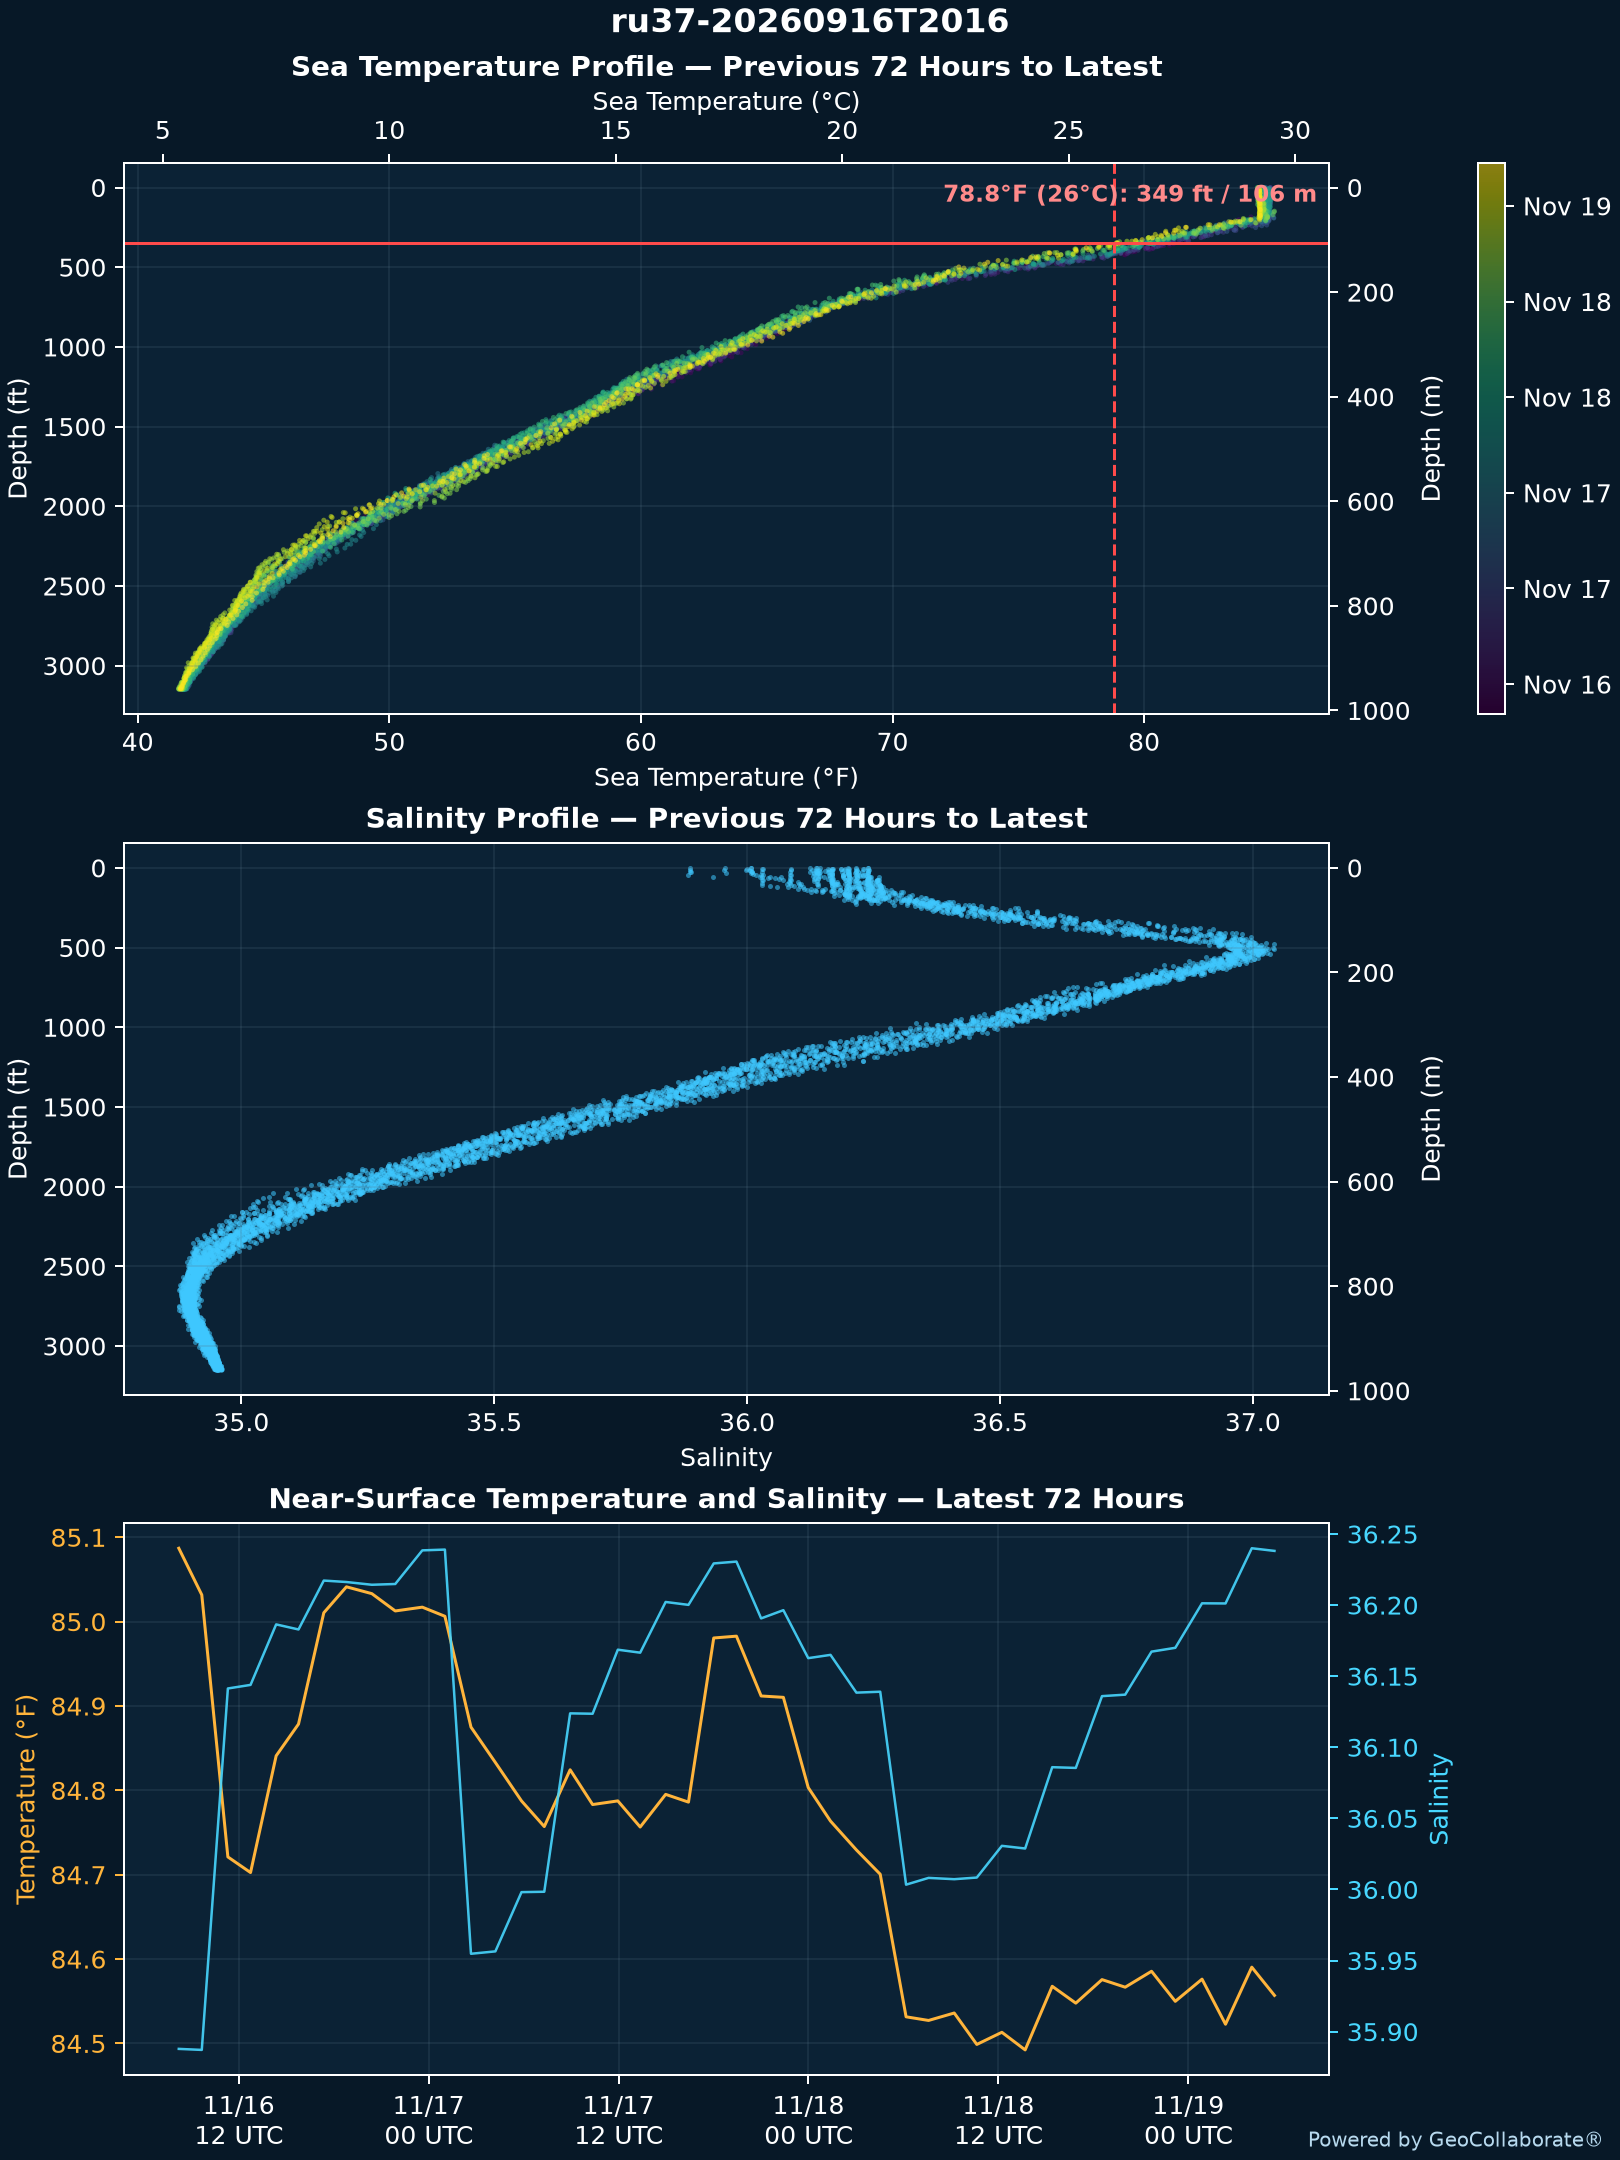 ru37-20260916T2016
Sea Temperature Profile — Previous 72 Hours to Latest
Sea Temperature (°C)
5 10 15 20 25 30
78.8°F (26°C): 349 ft / 106 m
0
500
1000
1500
2000
2500
3000
Depth (ft)
0
200
400
600
800
1000
Depth (m)
Nov 19
Nov 18
Nov 18
Nov 17
Nov 17
Nov 16
40 50 60 70 80
Sea Temperature (°F)
Salinity Profile — Previous 72 Hours to Latest
0
500
1000
1500
2000
2500
3000
Depth (ft)
0
200
400
600
800
1000
Depth (m)
35.0 35.5 36.0 36.5 37.0
Salinity
Near-Surface Temperature and Salinity — Latest 72 Hours
85.1
85.0
84.9
84.8
84.7
84.6
84.5
Temperature (°F)
36.25
36.20
36.15
36.10
36.05
36.00
35.95
35.90
Salinity
11/16 11/17 11/17 11/18 11/18 11/19
12 UTC 00 UTC 12 UTC 00 UTC 12 UTC 00 UTC
Powered by GeoCollaborate®